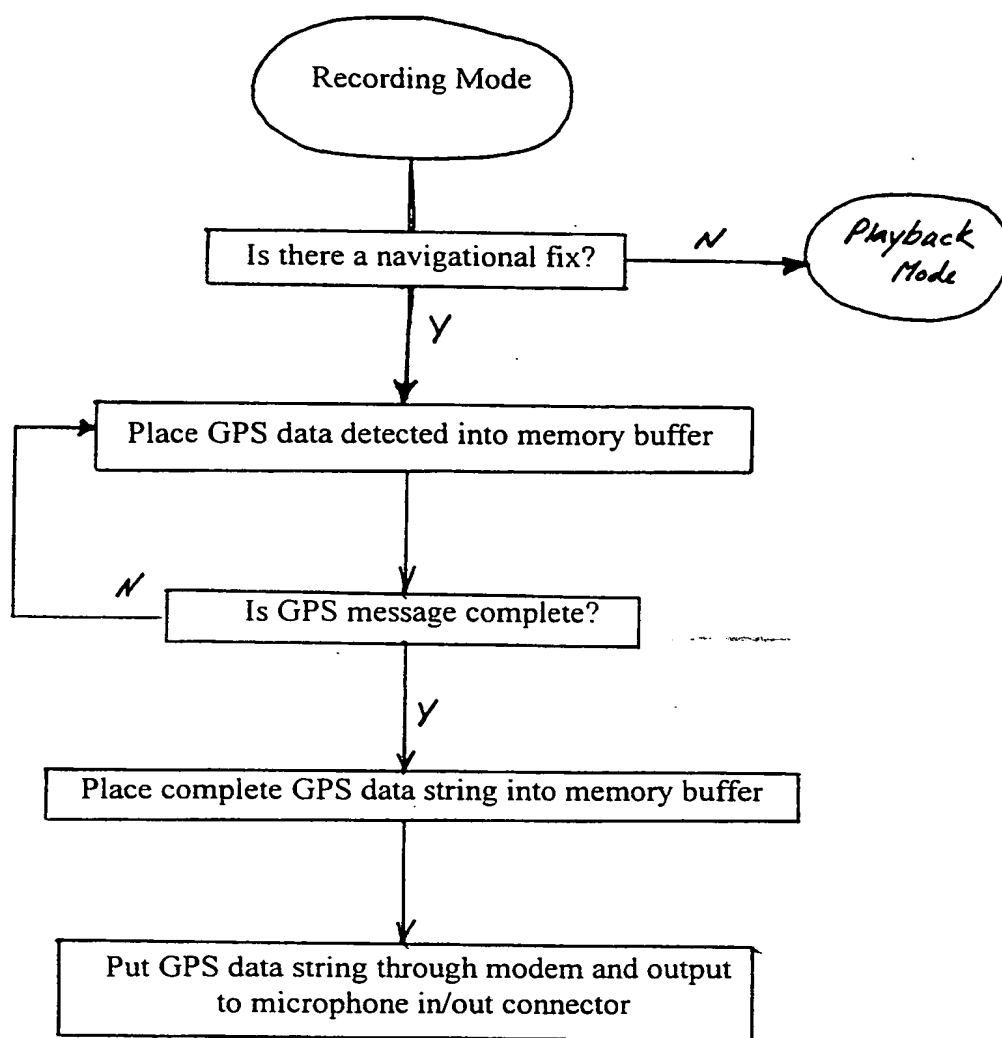 Recording Mode
Is there a navigational fix?
N
Playback
Mode
Y
Place GPS data detected into memory buffer
N
Is GPS message complete?
Y
Place complete GPS data string into memory buffer
Put GPS data string through modem and output
to microphone in/out connector